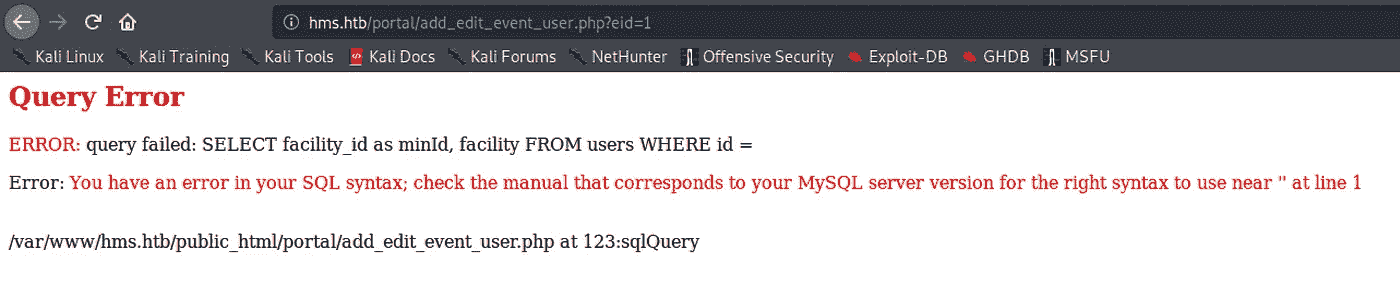 hms.htb/portal/add_edit_event_user.php?eid=1
Kali Linux Kali Training Kali Tools Kali Docs Kali Forums NetHunter Offensive Security Exploit-DB GHDB MSFU
Query Error
ERROR: query failed: SELECT facility_id as minId, facility FROM users WHERE id =
Error: You have an error in your SQL syntax; check the manual that corresponds to your MySQL server version for the right syntax to use near '' at line 1
/var/www/hms.htb/public_html/portal/add_edit_event_user.php at 123:sqlQuery